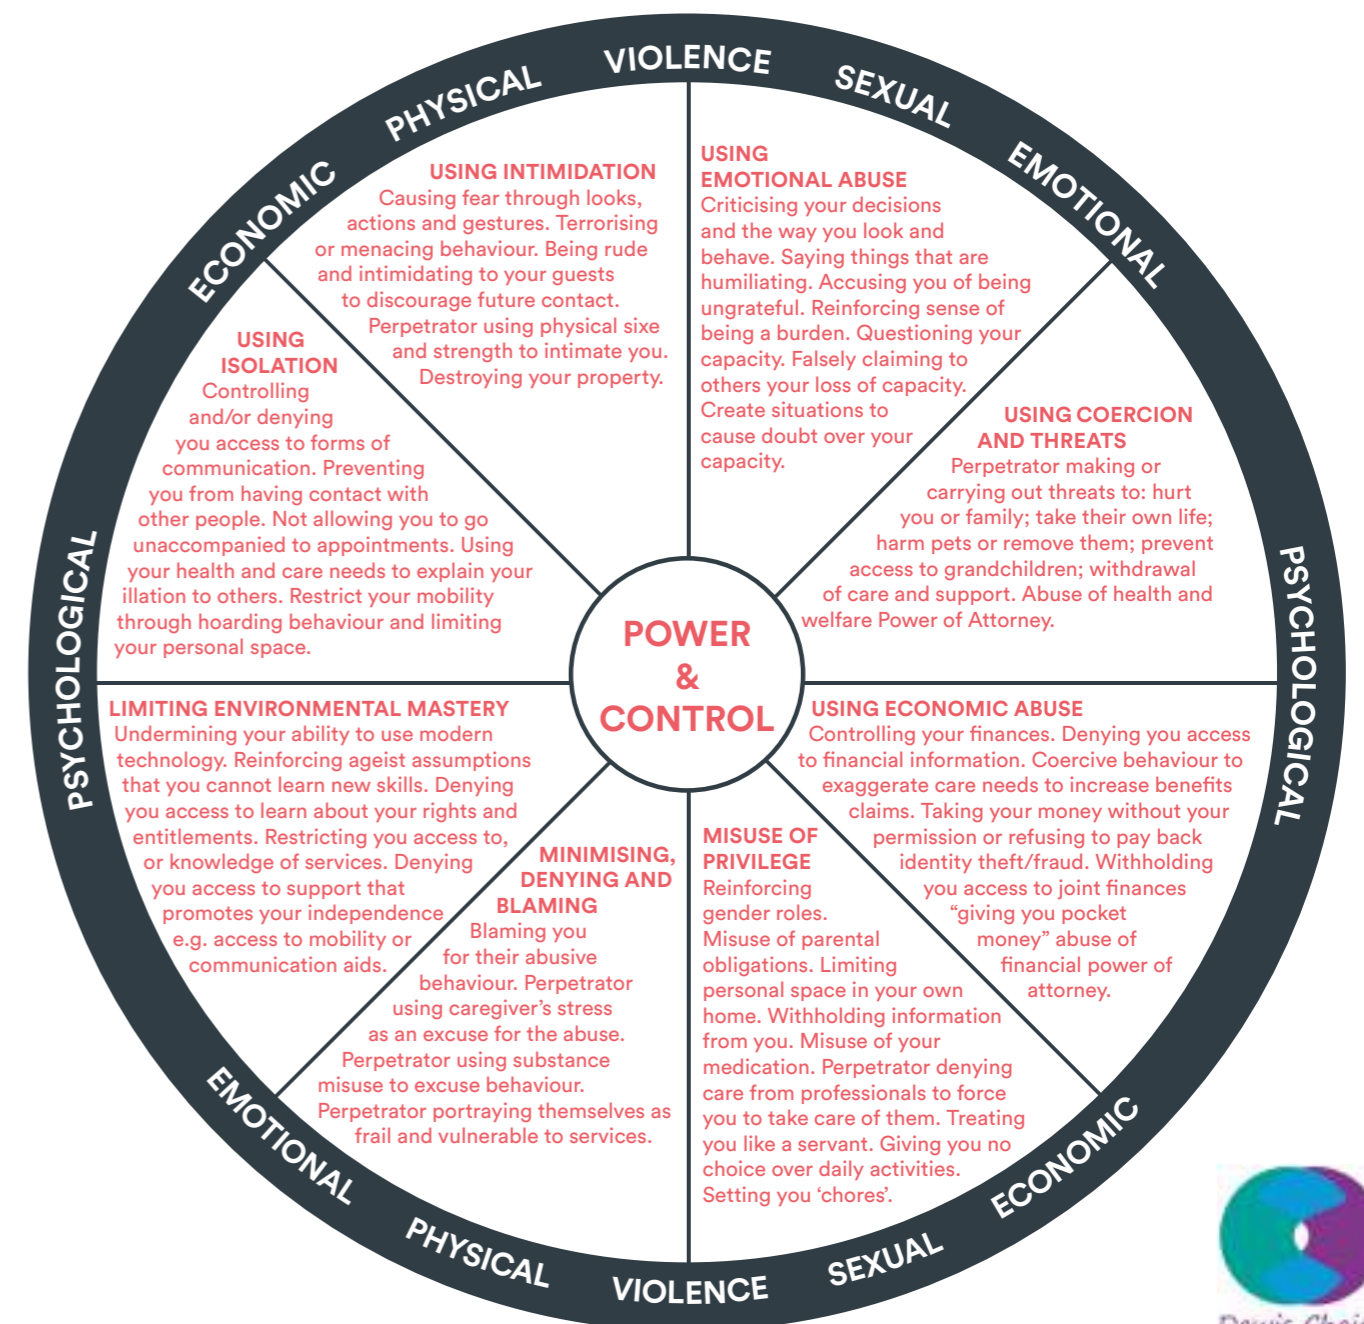 VIOLENCE
SEXUAL
EMOTIONAL
PSYCHOLOGICAL
ECONOMIC
SEXUAL
VIOLENCE
PHYSICAL
EMOTIONAL
PSYCHOLOGICAL
ECONOMIC
PHYSICAL
USING INTIMIDATION
Causing fear through looks,
actions and gestures. Terrorising
or menacing behaviour. Being rude
and intimidating to your guests
to discourage future contact.
Perpetrator using physical sixe
and strength to intimate you.
Destroying your property.
USING
EMOTIONAL ABUSE
Criticising your decisions
and the way you look and
behave. Saying things that are
humiliating. Accusing you of being
ungrateful. Reinforcing sense of
being a burden. Questioning your
capacity. Falsely claiming to
others your loss of capacity.
Create situations to
cause doubt over your
capacity.
USING COERCION
AND THREATS
Perpetrator making or
carrying out threats to: hurt
you or family; take their own life;
harm pets or remove them; prevent
access to grandchildren; withdrawal
of care and support. Abuse of health and
welfare Power of Attorney.
USING ECONOMIC ABUSE
Controlling your finances. Denying you access
to financial information. Coercive behaviour to
exaggerate care needs to increase benefits
claims. Taking your money without your
permission or refusing to pay back
identity theft/fraud. Withholding
you access to joint finances
“giving you pocket
money” abuse of
financial power of
attorney.
MISUSE OF
PRIVILEGE
Reinforcing
gender roles.
Misuse of parental
obligations. Limiting
personal space in your own
home. Withholding information
from you. Misuse of your
medication. Perpetrator denying
care from professionals to force
you to take care of them. Treating
you like a servant. Giving you no
choice over daily activities.
Setting you ‘chores’.
MINIMISING,
DENYING AND
BLAMING
Blaming you
for their abusive
behaviour. Perpetrator
using caregiver’s stress
as an excuse for the abuse.
Perpetrator using substance
misuse to excuse behaviour.
Perpetrator portraying themselves as
frail and vulnerable to services.
LIMITING ENVIRONMENTAL MASTERY
Undermining your ability to use modern
technology. Reinforcing ageist assumptions
that you cannot learn new skills. Denying
you access to learn about your rights and
entitlements. Restricting you access to,
or knowledge of services. Denying
you access to support that
promotes your independence
e.g. access to mobility or
communication aids.
USING
ISOLATION
Controlling
and/or denying
you access to forms of
communication. Preventing
you from having contact with
other people. Not allowing you to go
unaccompanied to appointments. Using
your health and care needs to explain your
illation to others. Restrict your mobility
through hoarding behaviour and limiting
your personal space.
POWER
&
CONTROL